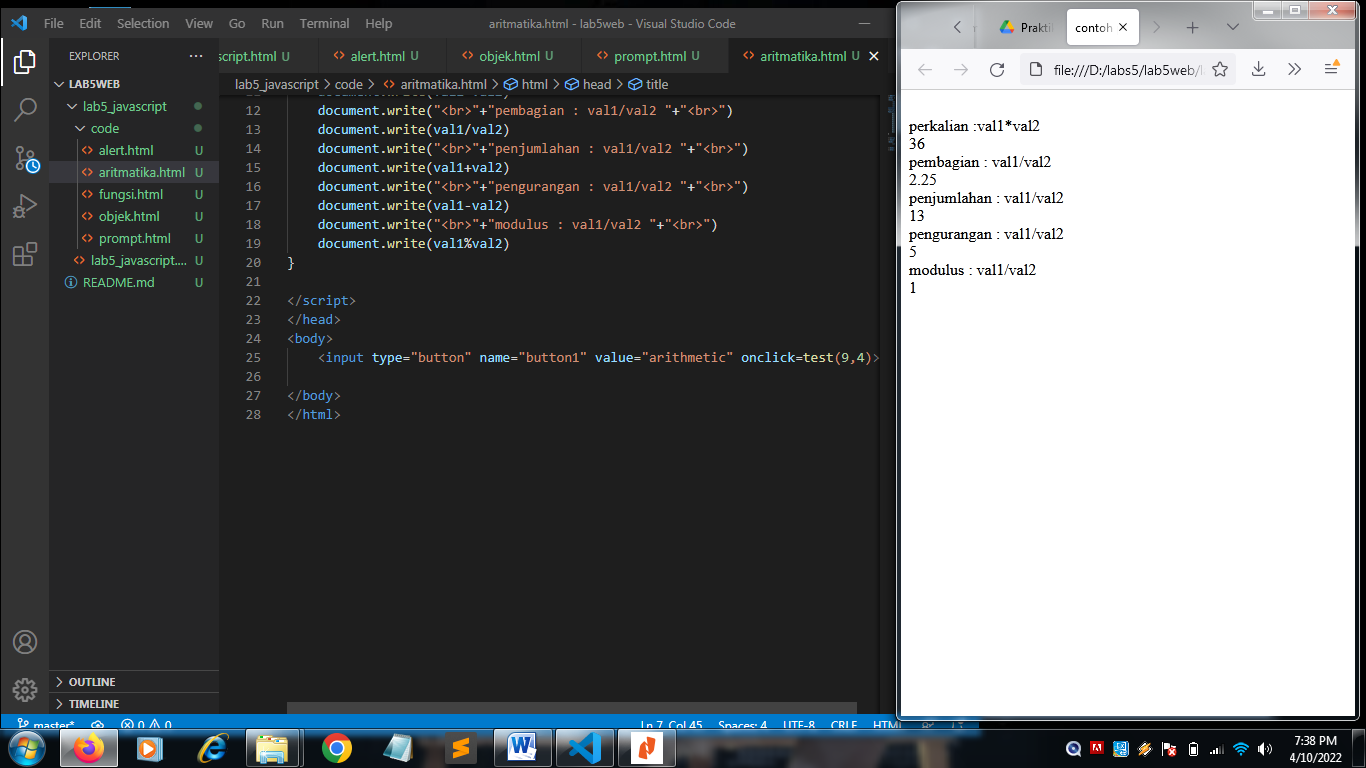 File Edit Selection View Go Run Terminal Help aritmatika.html - lab5web - Visual Studio Code
EXPLORER
LAB5WEB
lab5_javascript
code
alert.html U
aritmatika.html U
fungsi.html U
objek.html U
prompt.html U
lab5_javascript.... U
README.md U
OUTLINE
TIMELINE
script.html U alert.html U objek.html U prompt.html U aritmatika.html U
lab5_javascript > code > aritmatika.html > html > head > title
12 document.write("<br>"+"pembagian : val1/val2 "+"<br>")
13 document.write(val1/val2)
14 document.write("<br>"+"penjumlahan : val1/val2 "+"<br>")
15 document.write(val1+val2)
16 document.write("<br>"+"pengurangan : val1/val2 "+"<br>")
17 document.write(val1-val2)
18 document.write("<br>"+"modulus : val1/val2 "+"<br>")
19 document.write(val1%val2)
20 }
21
22 </script>
23 </head>
24 <body>
25 <input type="button" name="button1" value="arithmetic" onclick=test(9,4)>
26
27 </body>
28 </html>
master* 0 0 Ln 7, Col 45 Spaces: 4 UTF-8 CRLF HTML
Prakti contoh
file:///D:/labs5/lab5web/l
perkalian :val1*val2
36
pembagian : val1/val2
2.25
penjumlahan : val1/val2
13
pengurangan : val1/val2
5
modulus : val1/val2
1
7:38 PM
4/10/2022